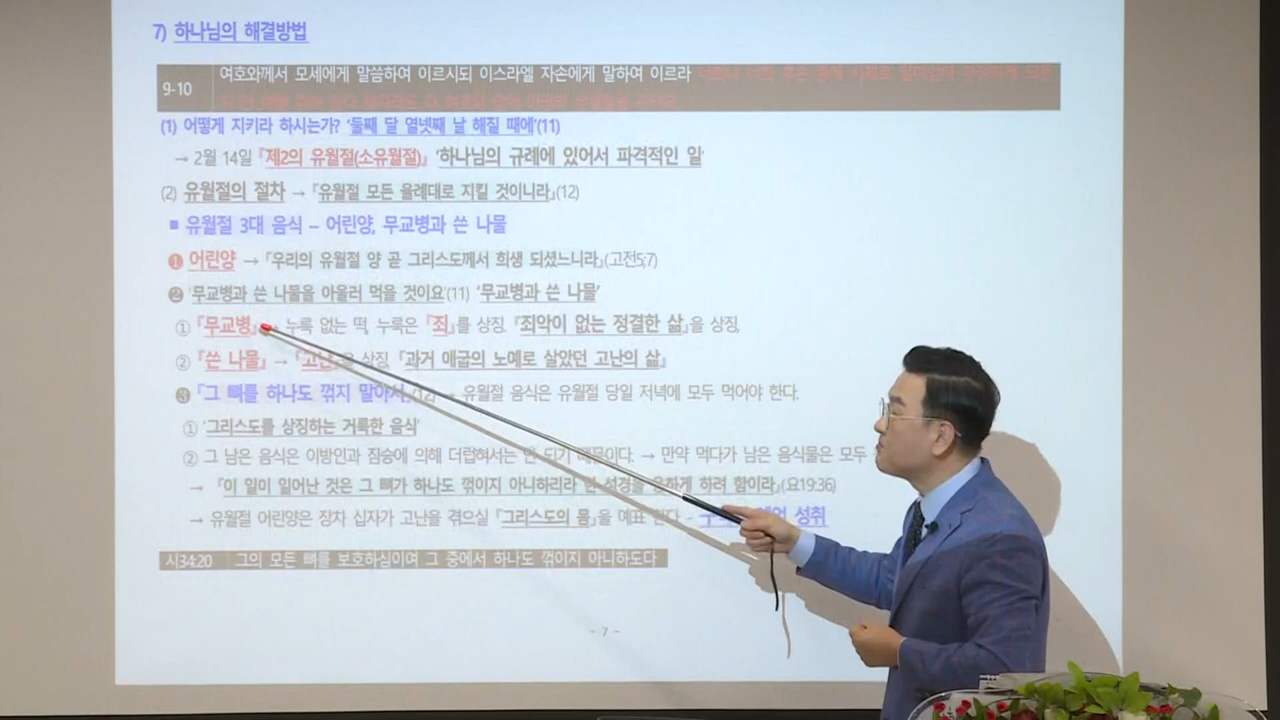 7) 하나님의 해결방법
9-10 여호와께서 모세에게 말씀하여 이르시되 이스라엘 자손에게 말하여 이르라
(1) 어떻게 지키라 하시는가? '둘째 달 열넷째 날 해질 때에'(11)
→ 2월 14일 『제2의 유월절(소유월절)』 '하나님의 규례에 있어서 파격적인 일'
(2) 유월절의 절차 → 『유월절 모든 율례대로 지킬 것이니라』(12)
■ 유월절 3대 음식 – 어린양, 무교병과 쓴 나물
❶ 어린양 → 『우리의 유월절 양 곧 그리스도께서 희생 되셨느니라』(고전5;7)
❷ '무교병과 쓴 나물을 아울러 먹을 것이요'(11) '무교병과 쓴 나물'
① 『무교병』 누룩 없는 떡, 누룩은 『죄』를 상징, 『죄악이 없는 정결한 삶』을 상징,
② 『쓴 나물』 → 『고난』을 상징, 『과거 애굽의 노예로 살았던 고난의 삶』
❸ 『그 뼈를 하나도 꺾지 말아서』(12) → 유월절 음식은 유월절 당일 저녁에 모두 먹어야 한다.
① '그리스도를 상징하는 거룩한 음식'
② 그 남은 음식은 이방인과 짐승에 의해 더럽혀서는 안 되기 때문이다. → 만약 먹다가 남은 음식물은 모두
→ 『이 일이 일어난 것은 그 뼈가 하나도 꺾이지 아니하리라 한 성경을 응하게 하려 함이라』(요19:36)
→ 유월절 어린양은 장차 십자가 고난을 겪으실 『그리스도의 몸』을 예표 한다 - 예언 성취
시34:20 그의 모든 뼈를 보호하심이여 그 중에서 하나도 꺾이지 아니하도다
- 7 -